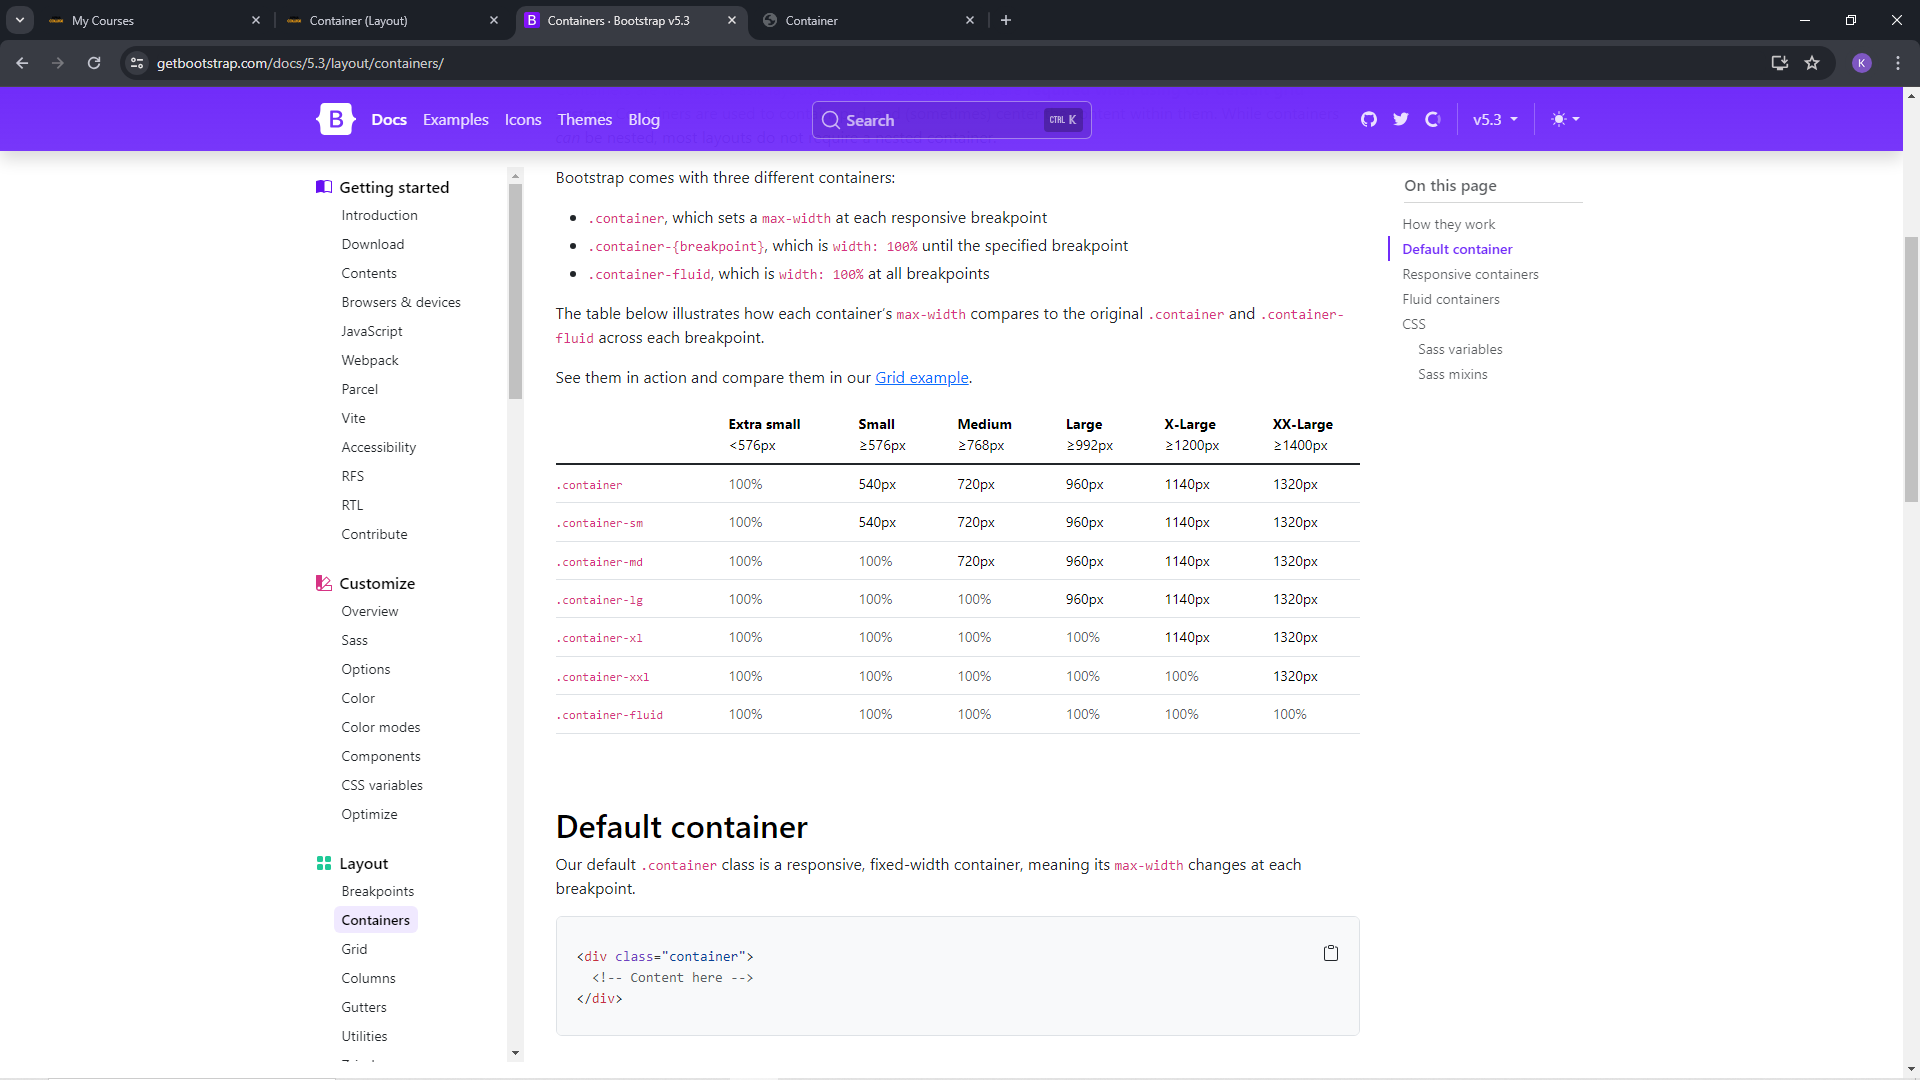 My Courses
Container (Layout)
Containers · Bootstrap v5.3
Container
getbootstrap.com/docs/5.3/layout/containers/
K
B Docs Examples Icons Themes Blog
Search
CTRL K
v5.3
can be nested, most layouts do not require a nested container.
Getting started
Introduction
Download
Contents
Browsers & devices
JavaScript
Webpack
Parcel
Vite
Accessibility
RFS
RTL
Contribute
Customize
Overview
Sass
Options
Color
Color modes
Components
CSS variables
Optimize
Layout
Breakpoints
Containers
Grid
Columns
Gutters
Utilities
Bootstrap comes with three different containers:
• .container, which sets a max-width at each responsive breakpoint
• .container-{breakpoint}, which is width: 100% until the specified breakpoint
• .container-fluid, which is width: 100% at all breakpoints
The table below illustrates how each container's max-width compares to the original .container and .container-
fluid across each breakpoint.
See them in action and compare them in our Grid example.
Extra small Small Medium Large X-Large XX-Large
<576px ≥576px ≥768px ≥992px ≥1200px ≥1400px
.container 100% 540px 720px 960px 1140px 1320px
.container-sm 100% 540px 720px 960px 1140px 1320px
.container-md 100% 100% 720px 960px 1140px 1320px
.container-lg 100% 100% 100% 960px 1140px 1320px
.container-xl 100% 100% 100% 100% 1140px 1320px
.container-xxl 100% 100% 100% 100% 100% 1320px
.container-fluid 100% 100% 100% 100% 100% 100%
Default container
Our default .container class is a responsive, fixed-width container, meaning its max-width changes at each
breakpoint.
<div class="container">
<!-- Content here -->
</div>
On this page
How they work
Default container
Responsive containers
Fluid containers
CSS
Sass variables
Sass mixins